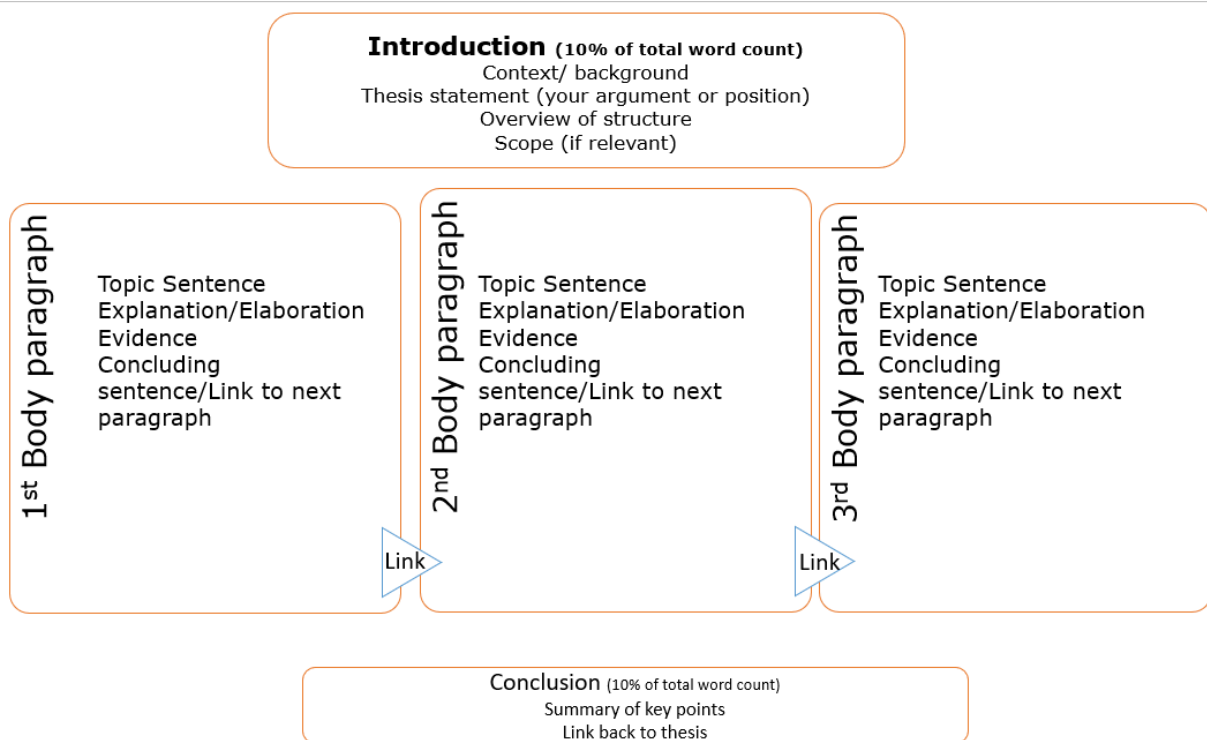 Introduction (10% of total word count)
Context/ background
Thesis statement (your argument or position)
Overview of structure
Scope (if relevant)
1st Body paragraph
Topic Sentence
Explanation/Elaboration
Evidence
Concluding
sentence/Link to next
paragraph
Link
2nd Body paragraph
Topic Sentence
Explanation/Elaboration
Evidence
Concluding
sentence/Link to next
paragraph
Link
3rd Body paragraph
Topic Sentence
Explanation/Elaboration
Evidence
Concluding
sentence/Link to next
paragraph
Conclusion (10% of total word count)
Summary of key points
Link back to thesis